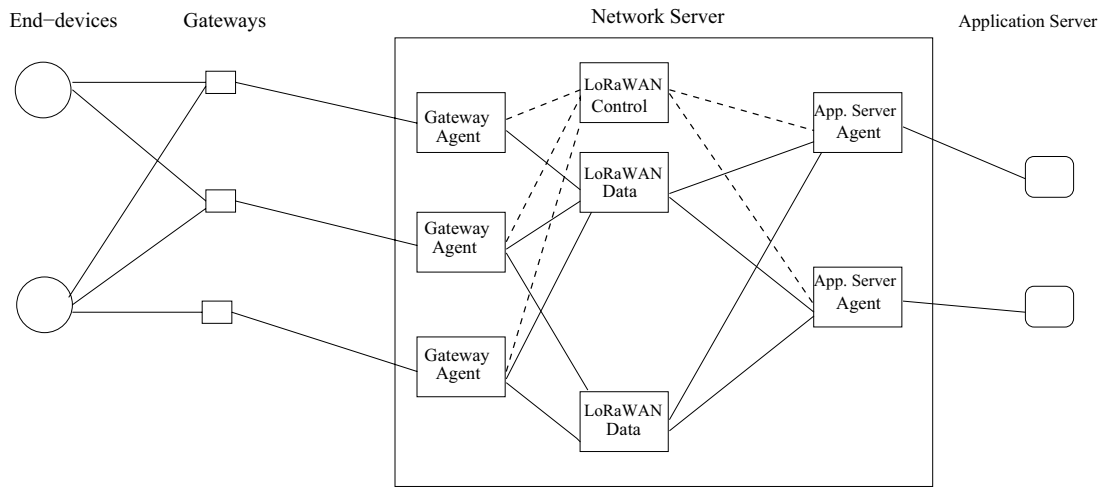 End−devices
Gateways
Network Server
Application Server
Gateway
Agent
LoRaWAN
Control
App. Server
Agent
LoRaWAN
Data
Gateway
Agent
App. Server
Agent
Gateway
Agent
LoRaWAN
Data